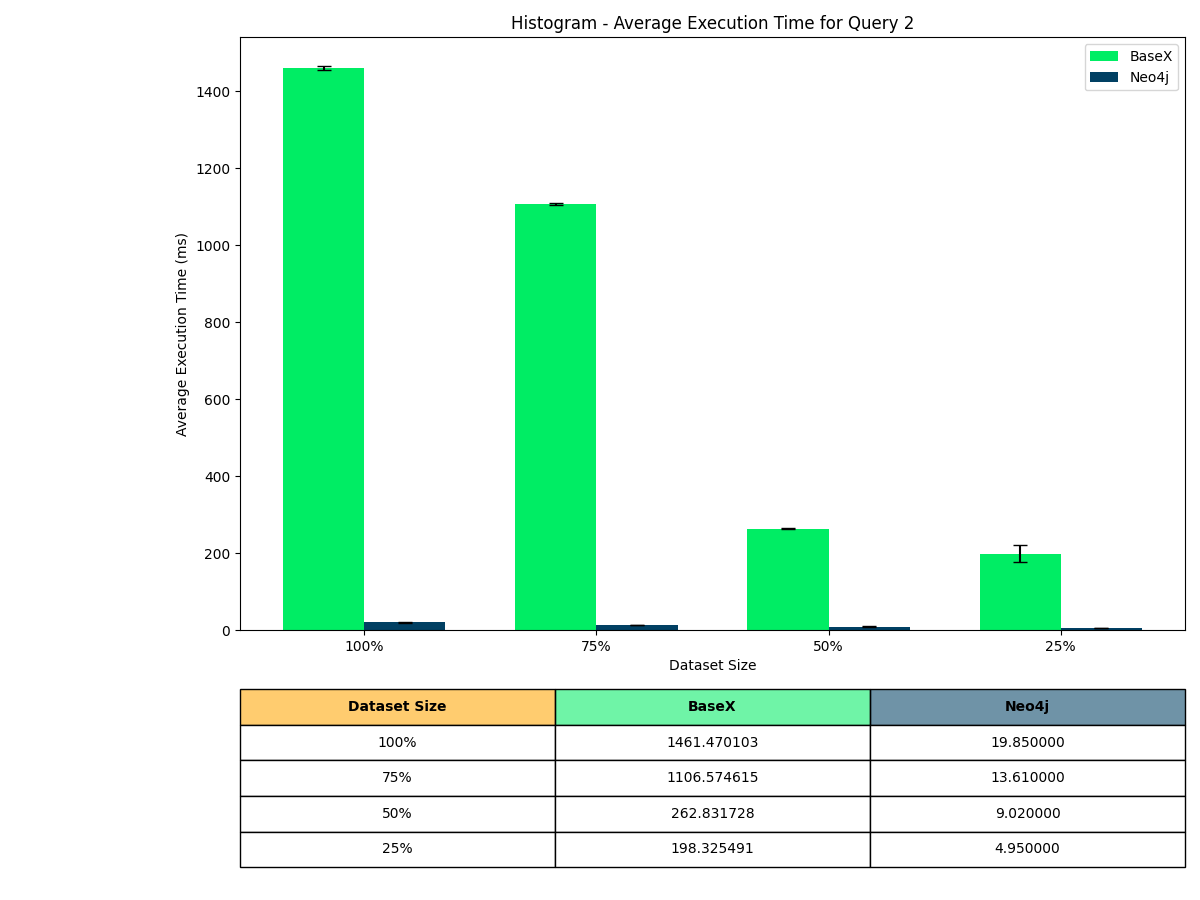 Histogram - Average Execution Time for Query 2
BaseX
Neo4j
Average Execution Time (ms)
1400
1200
1000
800
600
400
200
0
100% 75% 50% 25%
Dataset Size
Dataset Size BaseX Neo4j
100% 1461.470103 19.850000
75% 1106.574615 13.610000
50% 262.831728 9.020000
25% 198.325491 4.950000